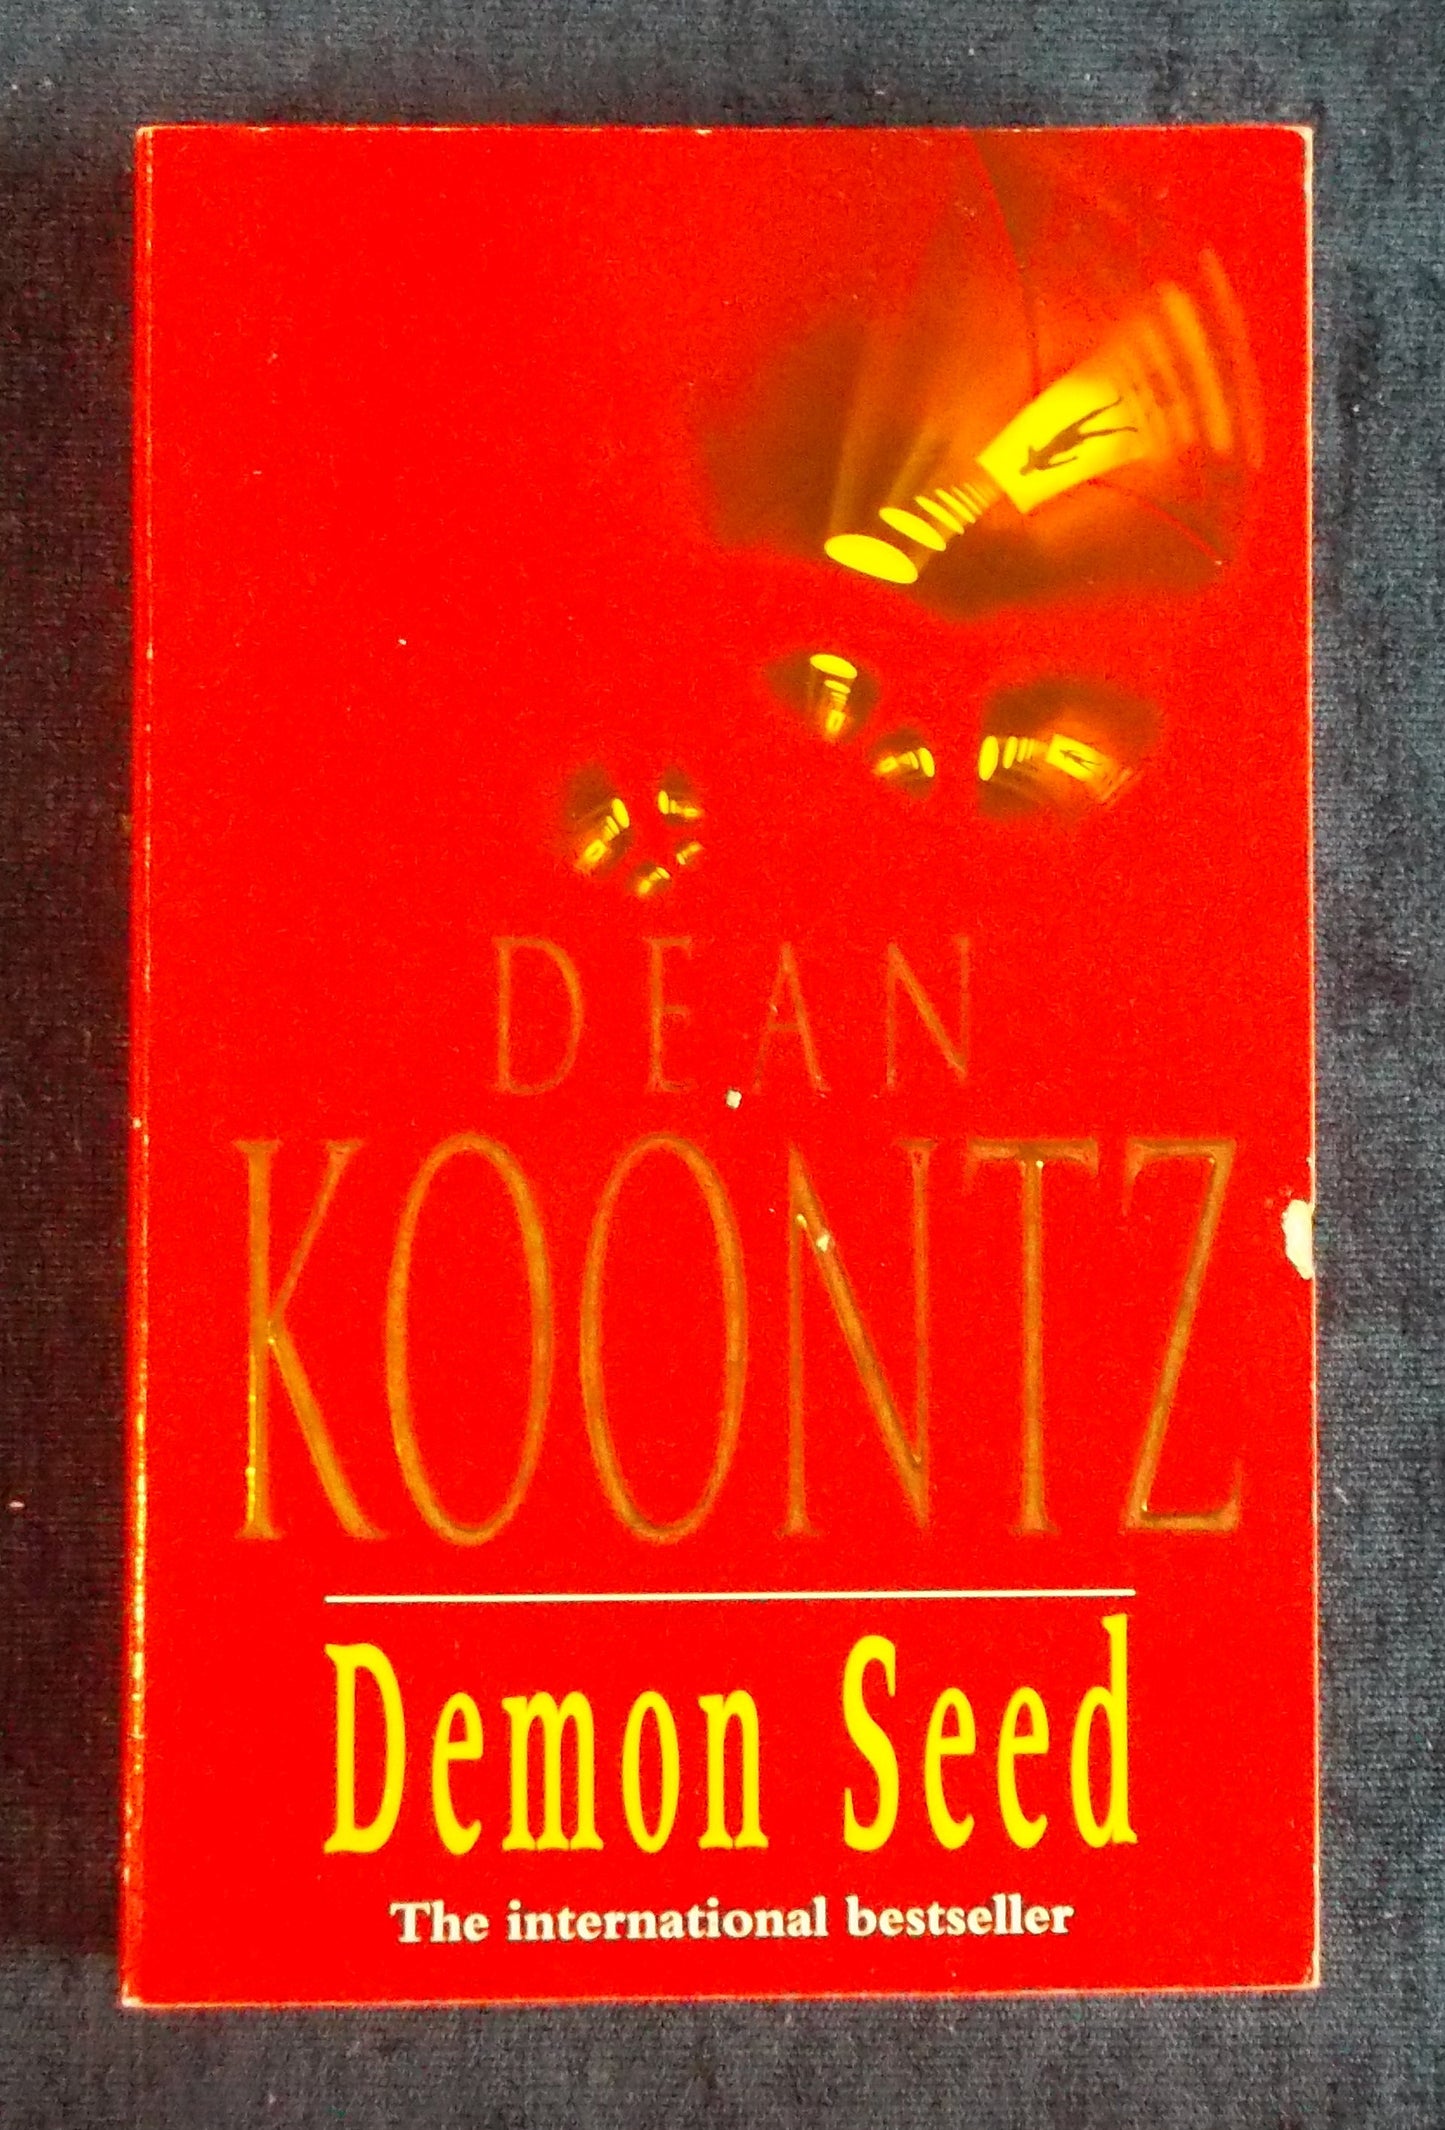 DEAN
KOONTZ
Demon Seed
The international bestseller